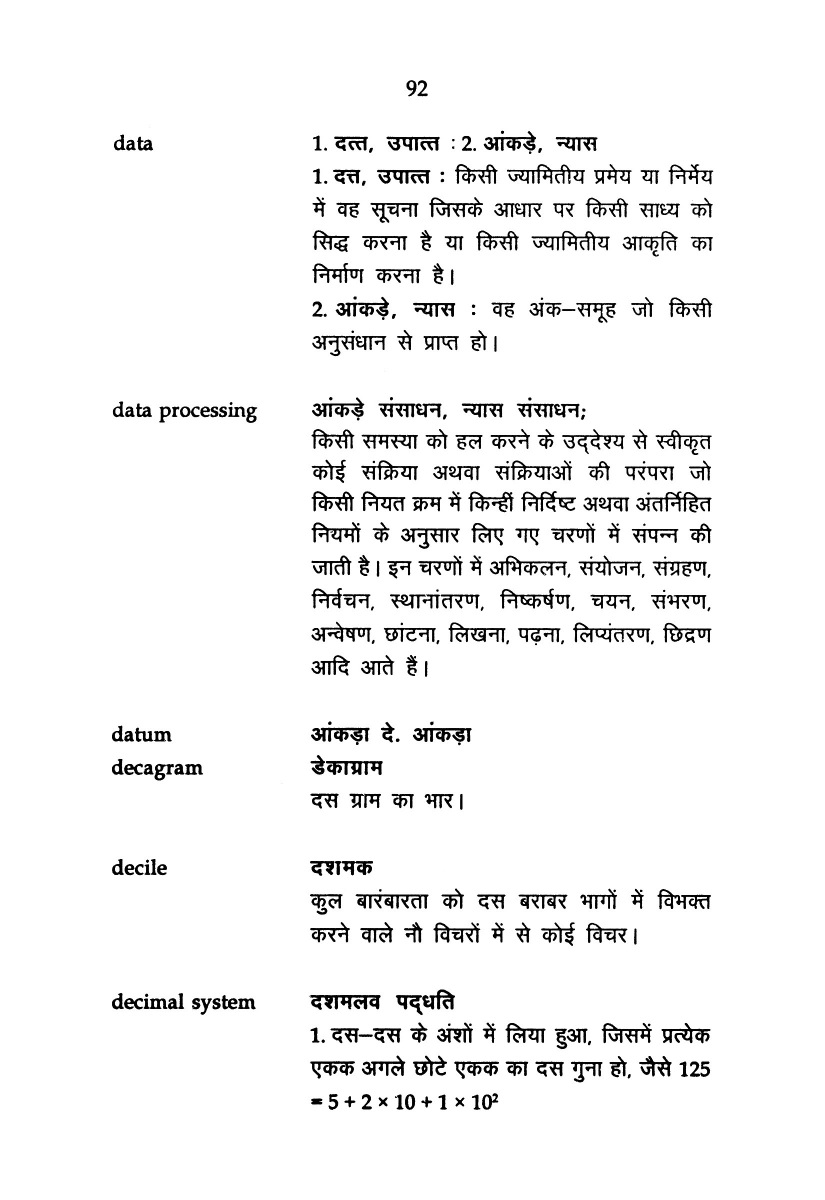 92
data 1. दत्त, उपात्त : 2. आंकड़े, न्यास
1. दत्त, उपात्त : किसी ज्यामितीय प्रमेय या निर्मेय
में वह सूचना जिसके आधार पर किसी साध्य को
सिद्ध करना है या किसी ज्यामितीय आकृति का
निर्माण करना है।
2. आंकड़े, न्यास : वह अंक–समूह जो किसी
अनुसंधान से प्राप्त हो।
data processing आंकड़े संसाधन, न्यास संसाधन;
किसी समस्या को हल करने के उद्देश्य से स्वीकृत
कोई संक्रिया अथवा संक्रियाओं की परंपरा जो
किसी नियत क्रम में किन्हीं निर्दिष्ट अथवा अंतर्निहित
नियमों के अनुसार लिए गए चरणों में संपन्न की
जाती है। इन चरणों में अभिकलन, संयोजन, संग्रहण,
निर्वचन, स्थानांतरण, निष्कर्षण, चयन, संभरण,
अन्वेषण, छांटना, लिखना, पढ़ना, लिप्यंतरण, छिद्रण
आदि आते हैं।
datum आंकड़ा दे. आंकड़ा
decagram डेकाग्राम
दस ग्राम का भार।
decile दशमक
कुल बारंबारता को दस बराबर भागों में विभक्त
करने वाले नौ विचरों में से कोई विचर।
decimal system दशमलव पद्धति
1. दस–दस के अंशों में लिया हुआ, जिसमें प्रत्येक
एकक अगले छोटे एकक का दस गुना हो, जैसे 125
= 5 + 2 × 10 + 1 × 10²